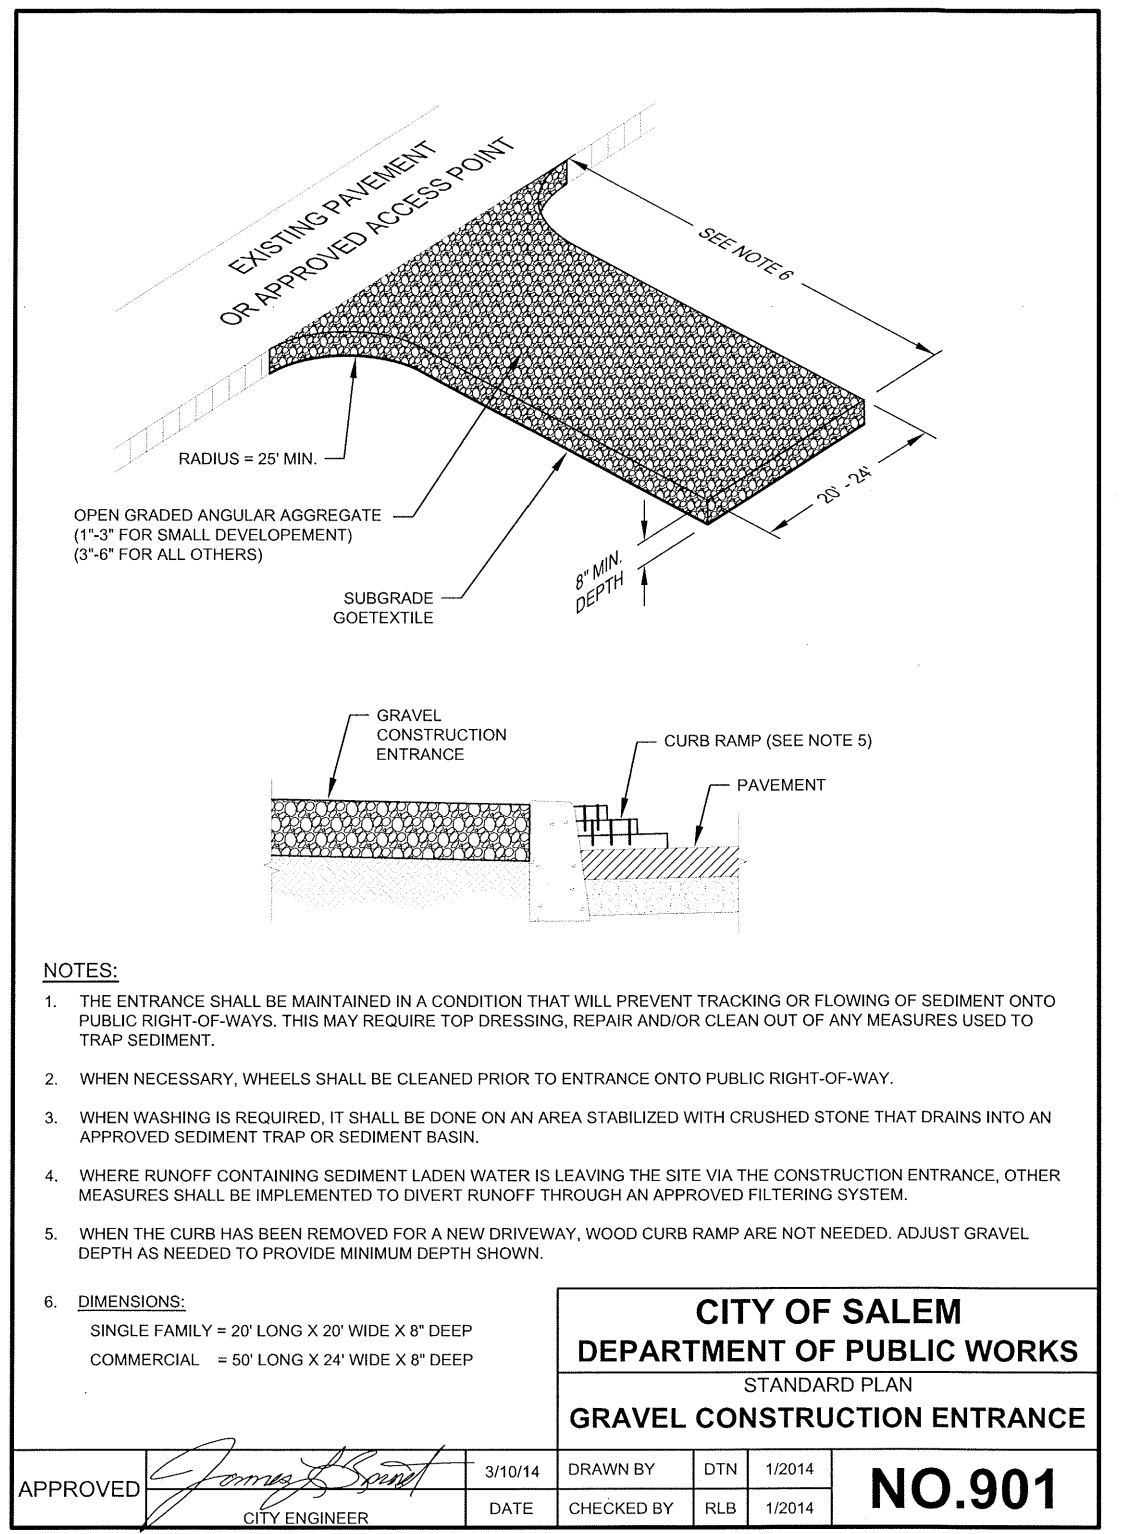 EXISTING PAVEMENT
OR APPROVED ACCESS POINT
SEE NOTE 6
RADIUS = 25' MIN.
20' - 24'
OPEN GRADED ANGULAR AGGREGATE
(1"-3" FOR SMALL DEVELOPEMENT)
(3"-6" FOR ALL OTHERS)
8" MIN.
DEPTH
SUBGRADE
GOETEXTILE
GRAVEL
CONSTRUCTION
ENTRANCE
CURB RAMP (SEE NOTE 5)
PAVEMENT
NOTES:
1. THE ENTRANCE SHALL BE MAINTAINED IN A CONDITION THAT WILL PREVENT TRACKING OR FLOWING OF SEDIMENT ONTO
PUBLIC RIGHT-OF-WAYS. THIS MAY REQUIRE TOP DRESSING, REPAIR AND/OR CLEAN OUT OF ANY MEASURES USED TO
TRAP SEDIMENT.
2. WHEN NECESSARY, WHEELS SHALL BE CLEANED PRIOR TO ENTRANCE ONTO PUBLIC RIGHT-OF-WAY.
3. WHEN WASHING IS REQUIRED, IT SHALL BE DONE ON AN AREA STABILIZED WITH CRUSHED STONE THAT DRAINS INTO AN
APPROVED SEDIMENT TRAP OR SEDIMENT BASIN.
4. WHERE RUNOFF CONTAINING SEDIMENT LADEN WATER IS LEAVING THE SITE VIA THE CONSTRUCTION ENTRANCE, OTHER
MEASURES SHALL BE IMPLEMENTED TO DIVERT RUNOFF THROUGH AN APPROVED FILTERING SYSTEM.
5. WHEN THE CURB HAS BEEN REMOVED FOR A NEW DRIVEWAY, WOOD CURB RAMP ARE NOT NEEDED. ADJUST GRAVEL
DEPTH AS NEEDED TO PROVIDE MINIMUM DEPTH SHOWN.
6. DIMENSIONS:
SINGLE FAMILY = 20' LONG X 20' WIDE X 8" DEEP
COMMERCIAL = 50' LONG X 24' WIDE X 8" DEEP
CITY OF SALEM
DEPARTMENT OF PUBLIC WORKS
STANDARD PLAN
GRAVEL CONSTRUCTION ENTRANCE
APPROVED
CITY ENGINEER
3/10/14
DATE
DRAWN BY DTN 1/2014
CHECKED BY RLB 1/2014
NO.901